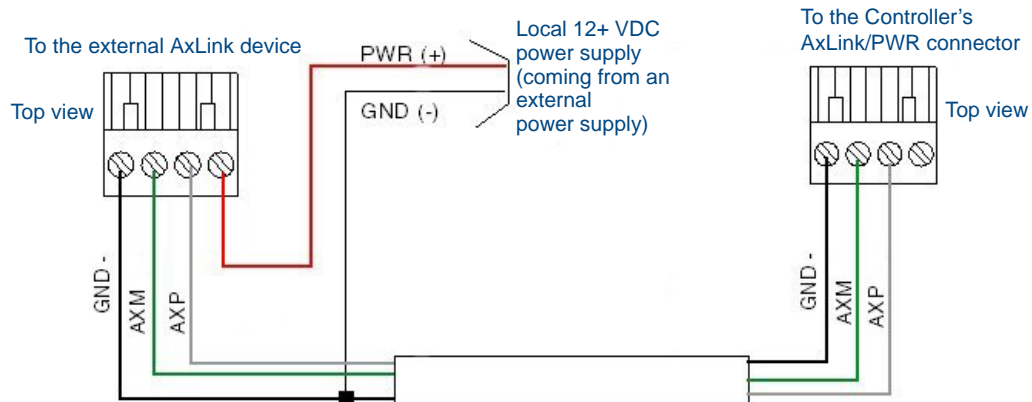 To the external AxLink device
Top view
PWR (+)
GND (-)
Local 12+ VDC
power supply
(coming from an
external
power supply)
To the Controller's
AxLink/PWR connector
Top view
GND -
AXM
AXP
GND -
AXM
AXP